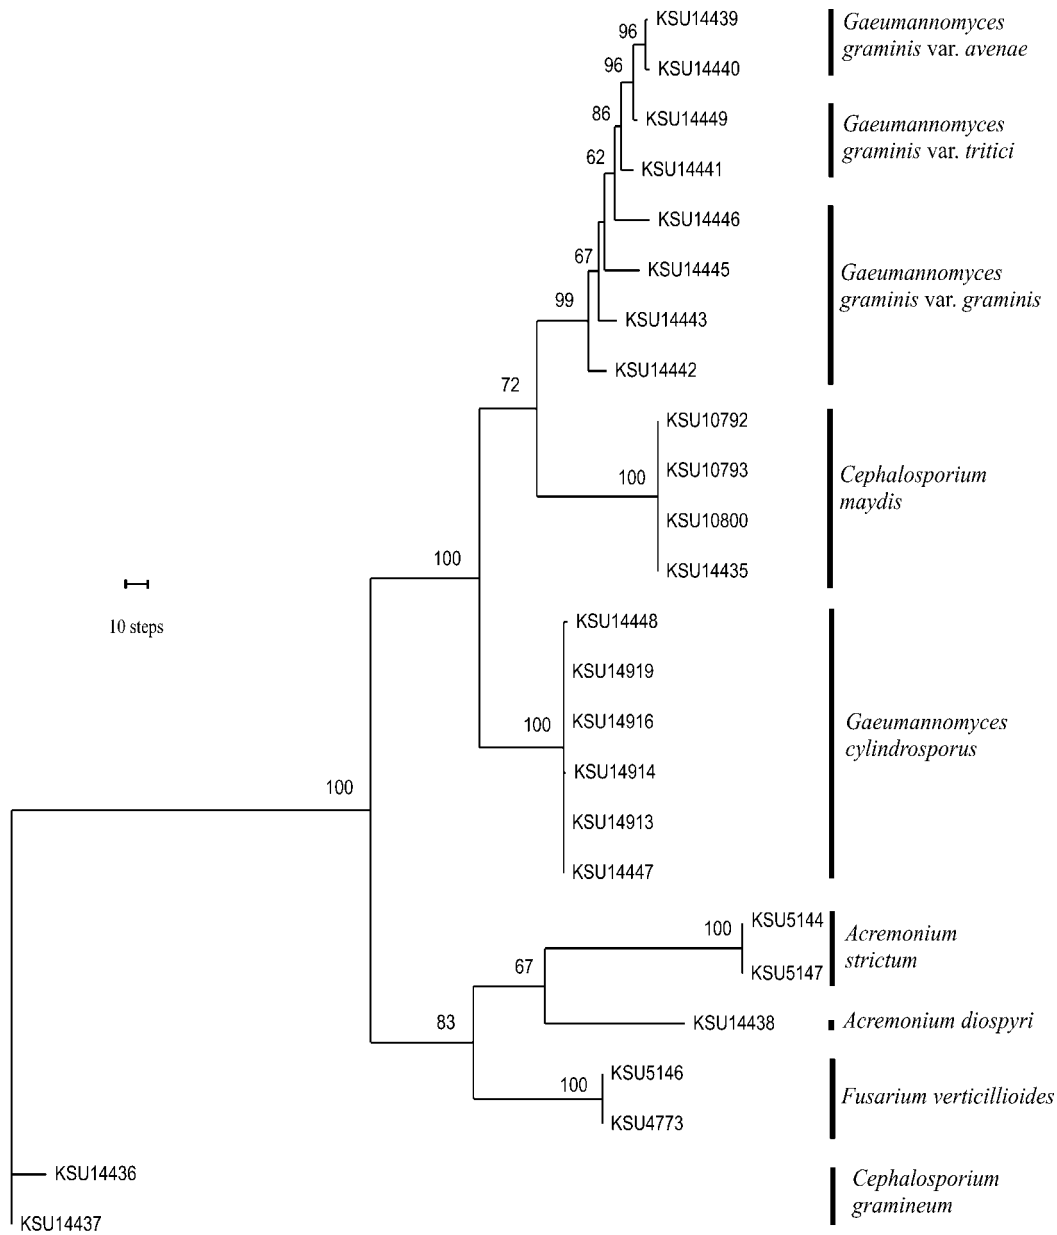 96
KSU14439
Gaeumannomyces
graminis var. avenae
96
KSU14440
86
KSU14449
Gaeumannomyces
graminis var. tritici
62
KSU14441
KSU14446
67
KSU14445
Gaeumannomyces
graminis var. graminis
99
KSU14443
KSU14442
72
KSU10792
100
KSU10793
Cephalosporium
maydis
KSU10800
100
KSU14435
10 steps
KSU14448
KSU14919
100
KSU14916
Gaeumannomyces
cylindrosporus
KSU14914
100
KSU14913
KSU14447
100
KSU5144
Acremonium
strictum
67
KSU5147
83
KSU14438
Acremonium diospyri
100
KSU5146
Fusarium verticillioides
KSU4773
KSU14436
Cephalosporium
gramineum
KSU14437